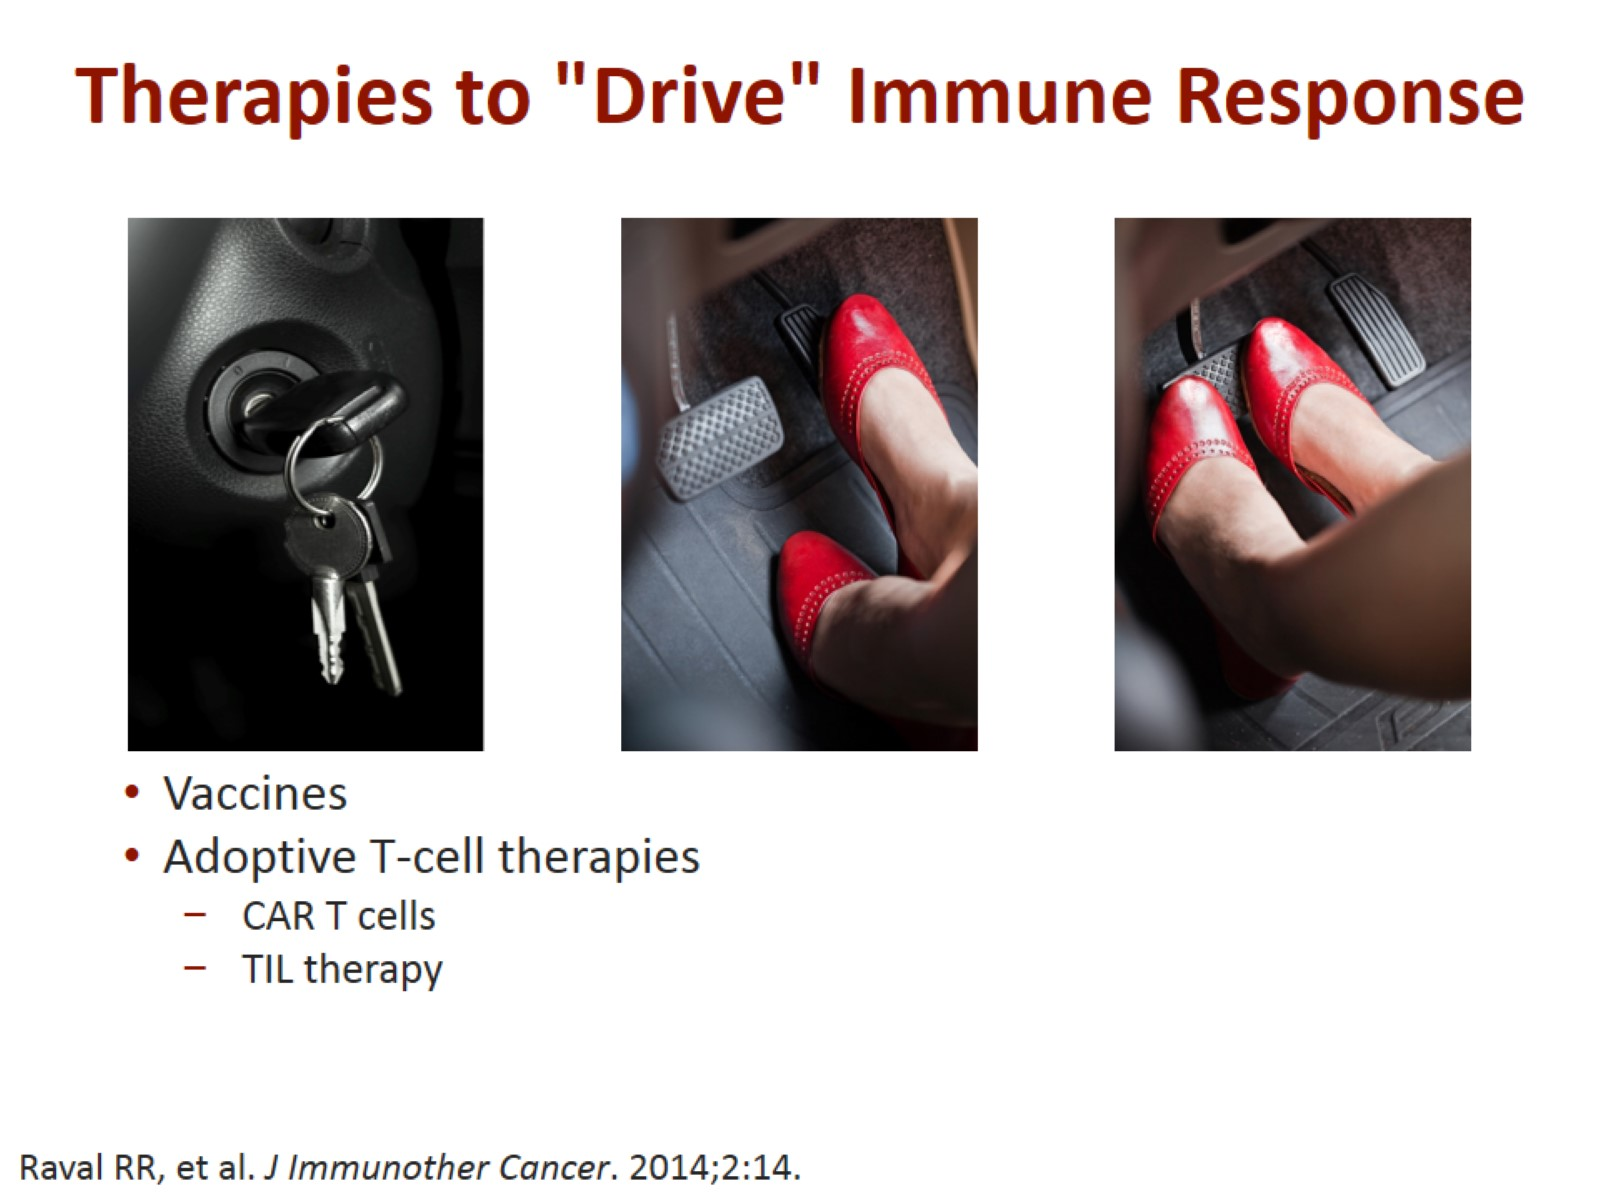 Therapies to "Drive" Immune Response
• Vaccines
• Adoptive T-cell therapies
– CAR T cells
– TIL therapy
Raval RR, et al. J Immunother Cancer. 2014;2:14.